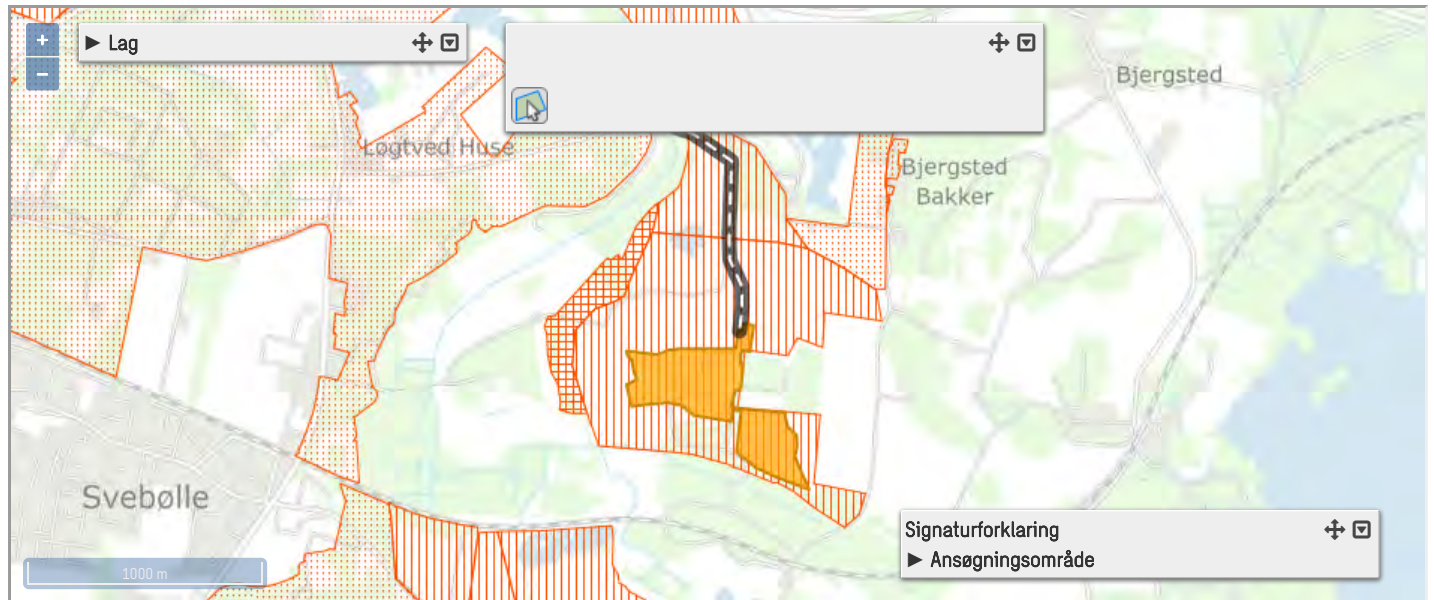 +
Lag
−
Bjergsted
Løgtved Huse
Bjergsted
Bakker
Svebølle
Signaturforklaring
Ansøgningsområde
1000 m